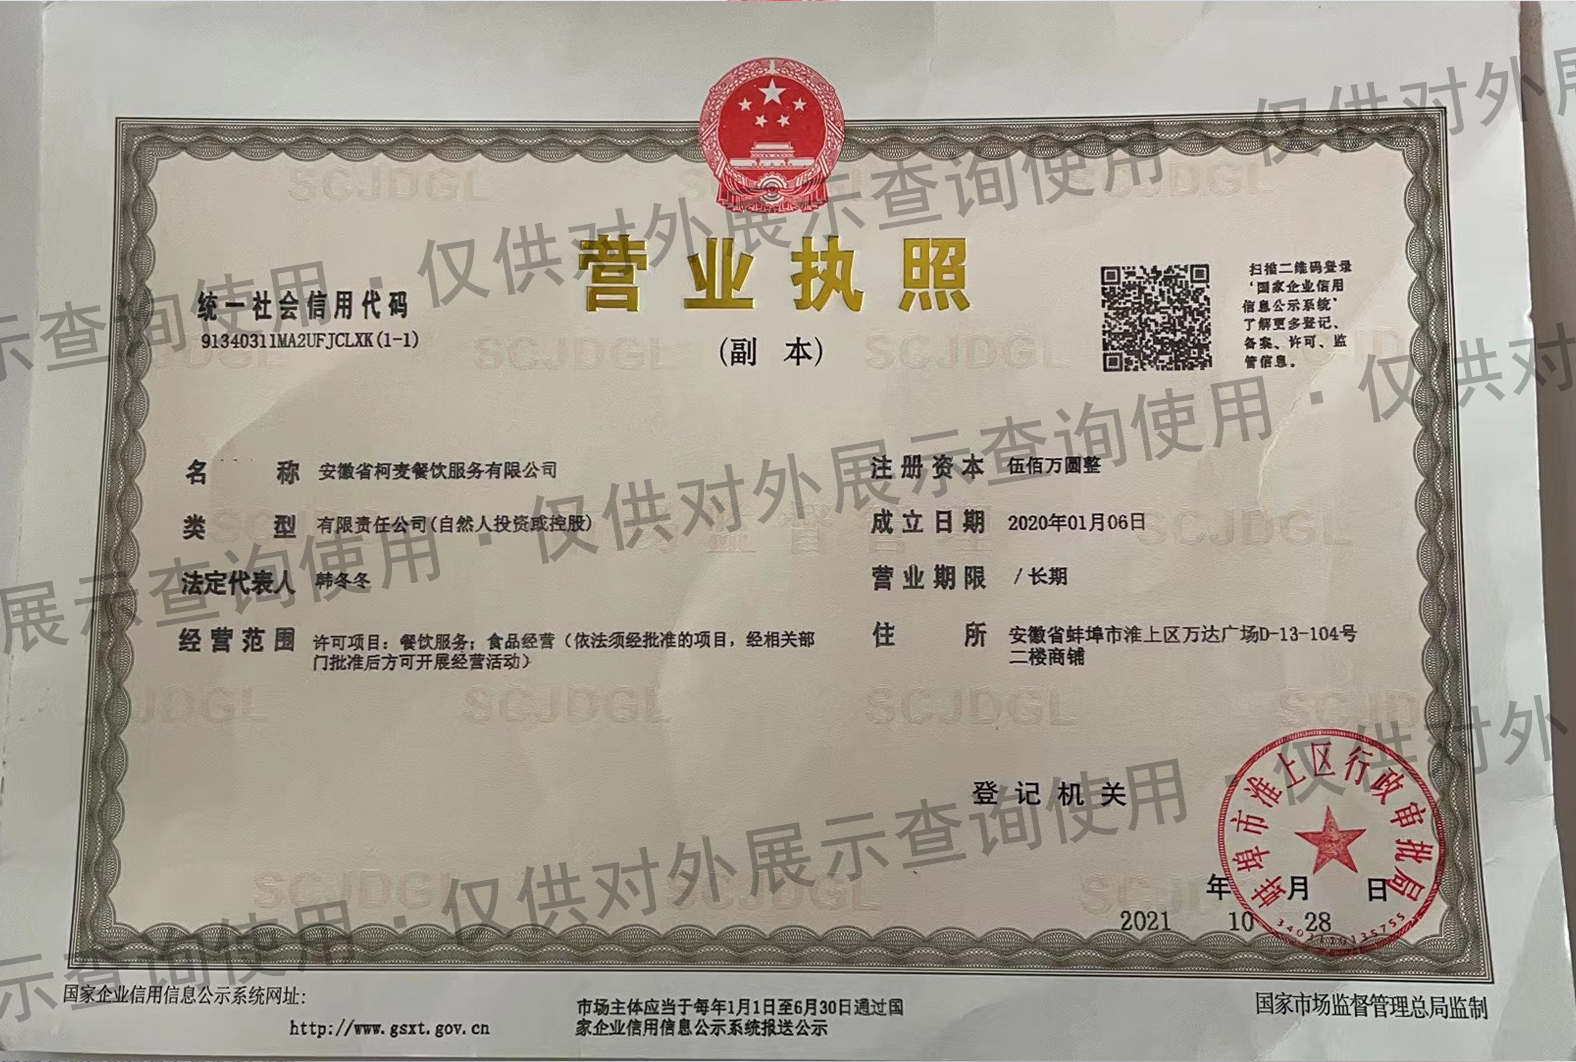 营业执照
(副 本)
统一社会信用代码
91340311MA2UFJCLXK(1-1)
扫描二维码登录
‘国家企业信用
信息公示系统’
了解更多登记、
备案、许可、监
管信息。
名 称 安徽省柯麦餐饮服务有限公司
类 型 有限责任公司(自然人投资或控股)
法定代表人 韩冬冬
经营范围 许可项目：餐饮服务；食品经营（依法须经批准的项目，经相关部
门批准后方可开展经营活动）
注册资本 伍佰万圆整
成立日期 2020年01月06日
营业期限 / 长期
住 所 安徽省蚌埠市淮上区万达广场D-13-104号
二楼商铺
登记机关
蚌埠市淮上区行政审批局
年 月 日
2021 10 28
国家企业信用信息公示系统网址：
http://www.gsxt.gov.cn
市场主体应当于每年1月1日至6月30日通过国
家企业信用信息公示系统报送公示
国家市场监督管理总局监制
SCJDGL
仅供对外展示查询使用 · 仅供对外展示查询使用